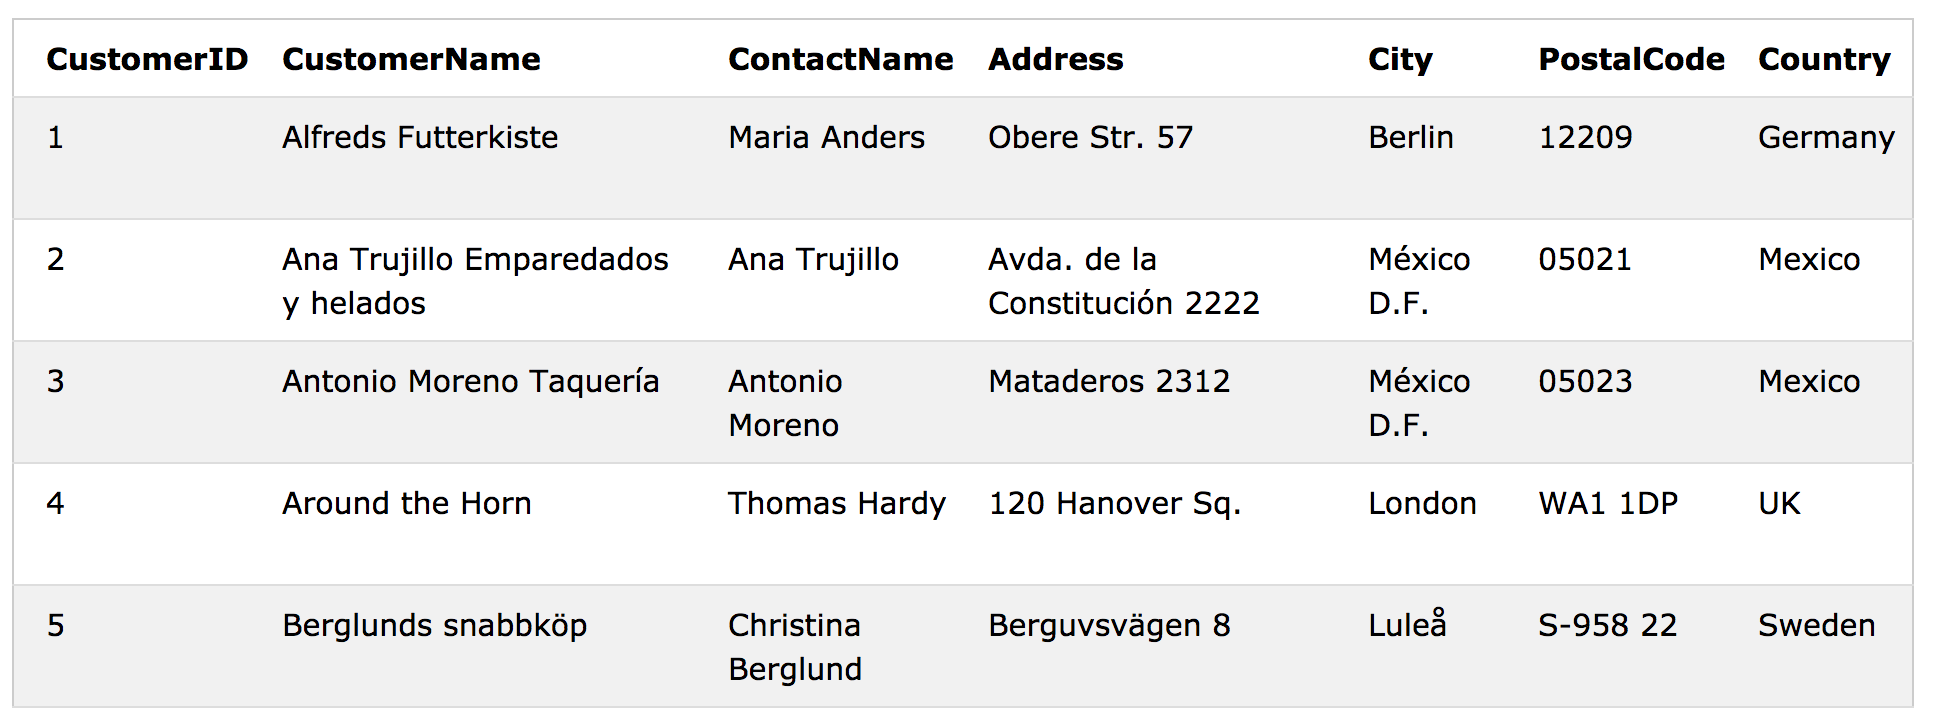 CustomerID CustomerName ContactName Address City PostalCode Country
1 Alfreds Futterkiste Maria Anders Obere Str. 57 Berlin 12209 Germany
2 Ana Trujillo Emparedados Ana Trujillo Avda. de la México 05021 Mexico
y helados Constitución 2222 D.F.
3 Antonio Moreno Taquería Antonio Mataderos 2312 México 05023 Mexico
Moreno D.F.
4 Around the Horn Thomas Hardy 120 Hanover Sq. London WA1 1DP UK
5 Berglunds snabbköp Christina Berguvsvägen 8 Luleå S-958 22 Sweden
Berglund